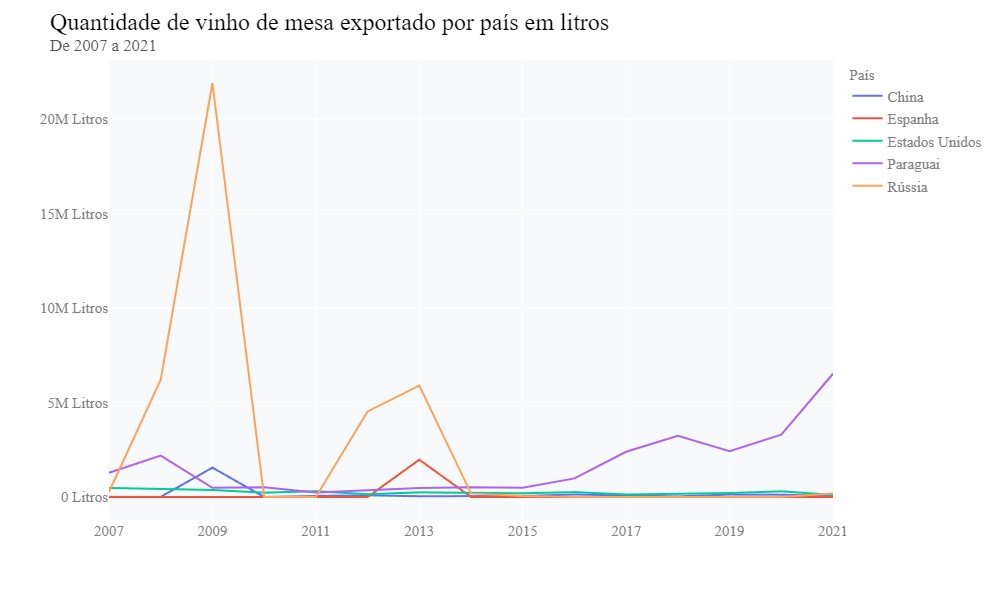 Quantidade de vinho de mesa exportado por país em litros
De 2007 a 2021
País
China
Espanha
Estados Unidos
Paraguai
Rússia
20M Litros
15M Litros
10M Litros
5M Litros
0 Litros
2007 2009 2011 2013 2015 2017 2019 2021